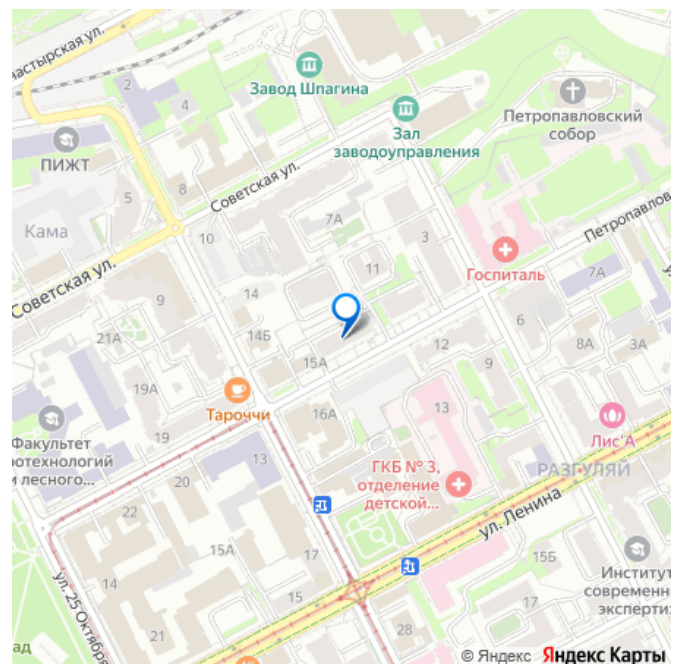 настырская ул.
2
4
Завод Шпагина
Зал
заводоуправления
Петропавловский
собор
ПИЖТ
5
8
Советская ул.
Кама
7А
10
3
Петропавлов
Госпиталь
11
7А
Советская ул.
9
14
6
21А
14Б
15А
12
8А
3А
9
19А
Тароччи
16А
13
Лис'А
Факультет
ротехнологий
и лесного...
13
ГКБ № 3,
отделение
детской...
РАЗГУЛЯЙ
20
ул. Ленина
22
15А
17
15Б
Институт
современн
эксперти
ул. 25 Октября
14
15
17
21
28
ад
© Яндекс Яндекс Карты